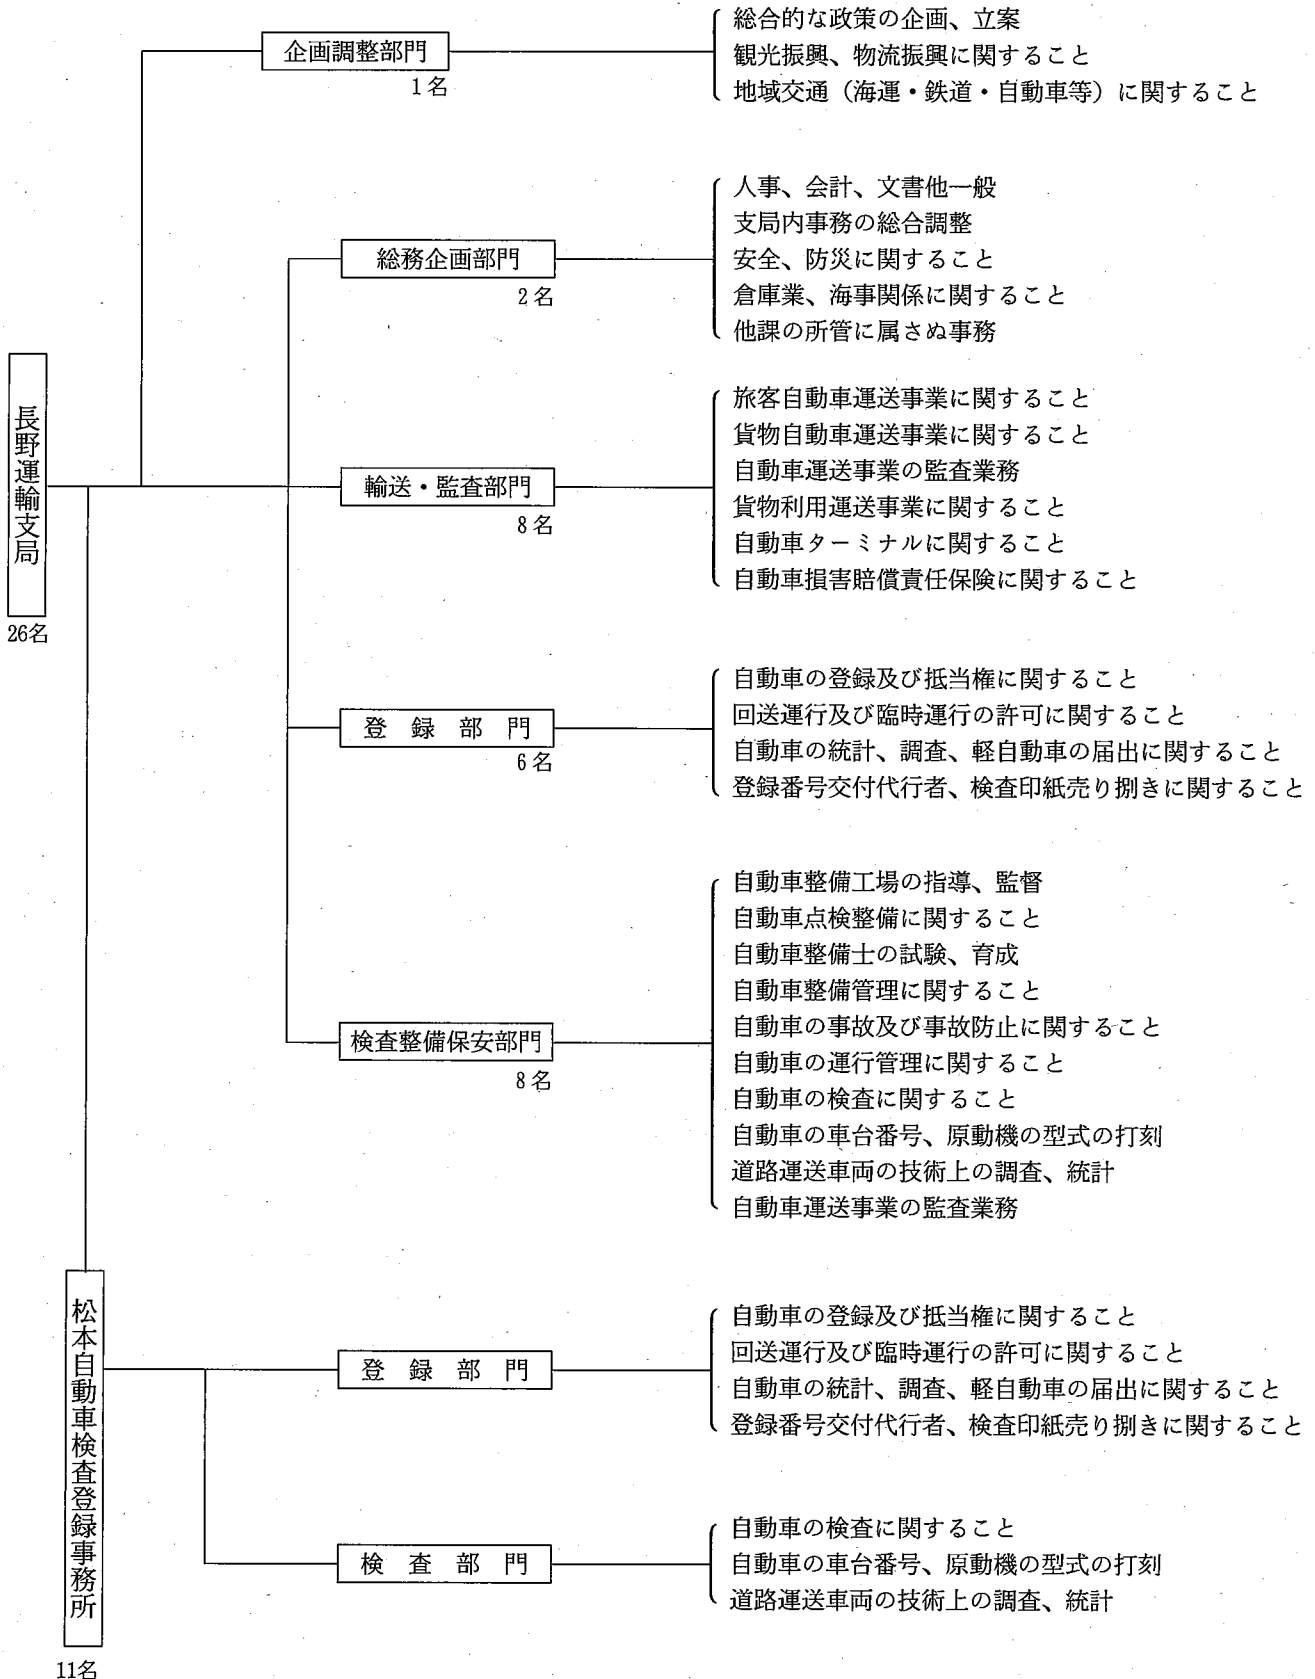 長野運輸支局
26名
企画調整部門
1名
総合的な政策の企画、立案
観光振興、物流振興に関すること
地域交通（海運・鉄道・自動車等）に関すること
総務企画部門
2名
人事、会計、文書他一般
支局内事務の総合調整
安全、防災に関すること
倉庫業、海事関係に関すること
他課の所管に属さぬ事務
輸送・監査部門
8名
旅客自動車運送事業に関すること
貨物自動車運送事業に関すること
自動車運送事業の監査業務
貨物利用運送事業に関すること
自動車ターミナルに関すること
自動車損害賠償責任保険に関すること
登録部門
6名
自動車の登録及び抵当権に関すること
回送運行及び臨時運行の許可に関すること
自動車の統計、調査、軽自動車の届出に関すること
登録番号交付代行者、検査印紙売り捌きに関すること
検査整備保安部門
8名
自動車整備工場の指導、監督
自動車点検整備に関すること
自動車整備士の試験、育成
自動車整備管理に関すること
自動車の事故及び事故防止に関すること
自動車の運行管理に関すること
自動車の検査に関すること
自動車の車台番号、原動機の型式の打刻
道路運送車両の技術上の調査、統計
自動車運送事業の監査業務
松本自動車検査登録事務所
11名
登録部門
自動車の登録及び抵当権に関すること
回送運行及び臨時運行の許可に関すること
自動車の統計、調査、軽自動車の届出に関すること
登録番号交付代行者、検査印紙売り捌きに関すること
検査部門
自動車の検査に関すること
自動車の車台番号、原動機の型式の打刻
道路運送車両の技術上の調査、統計